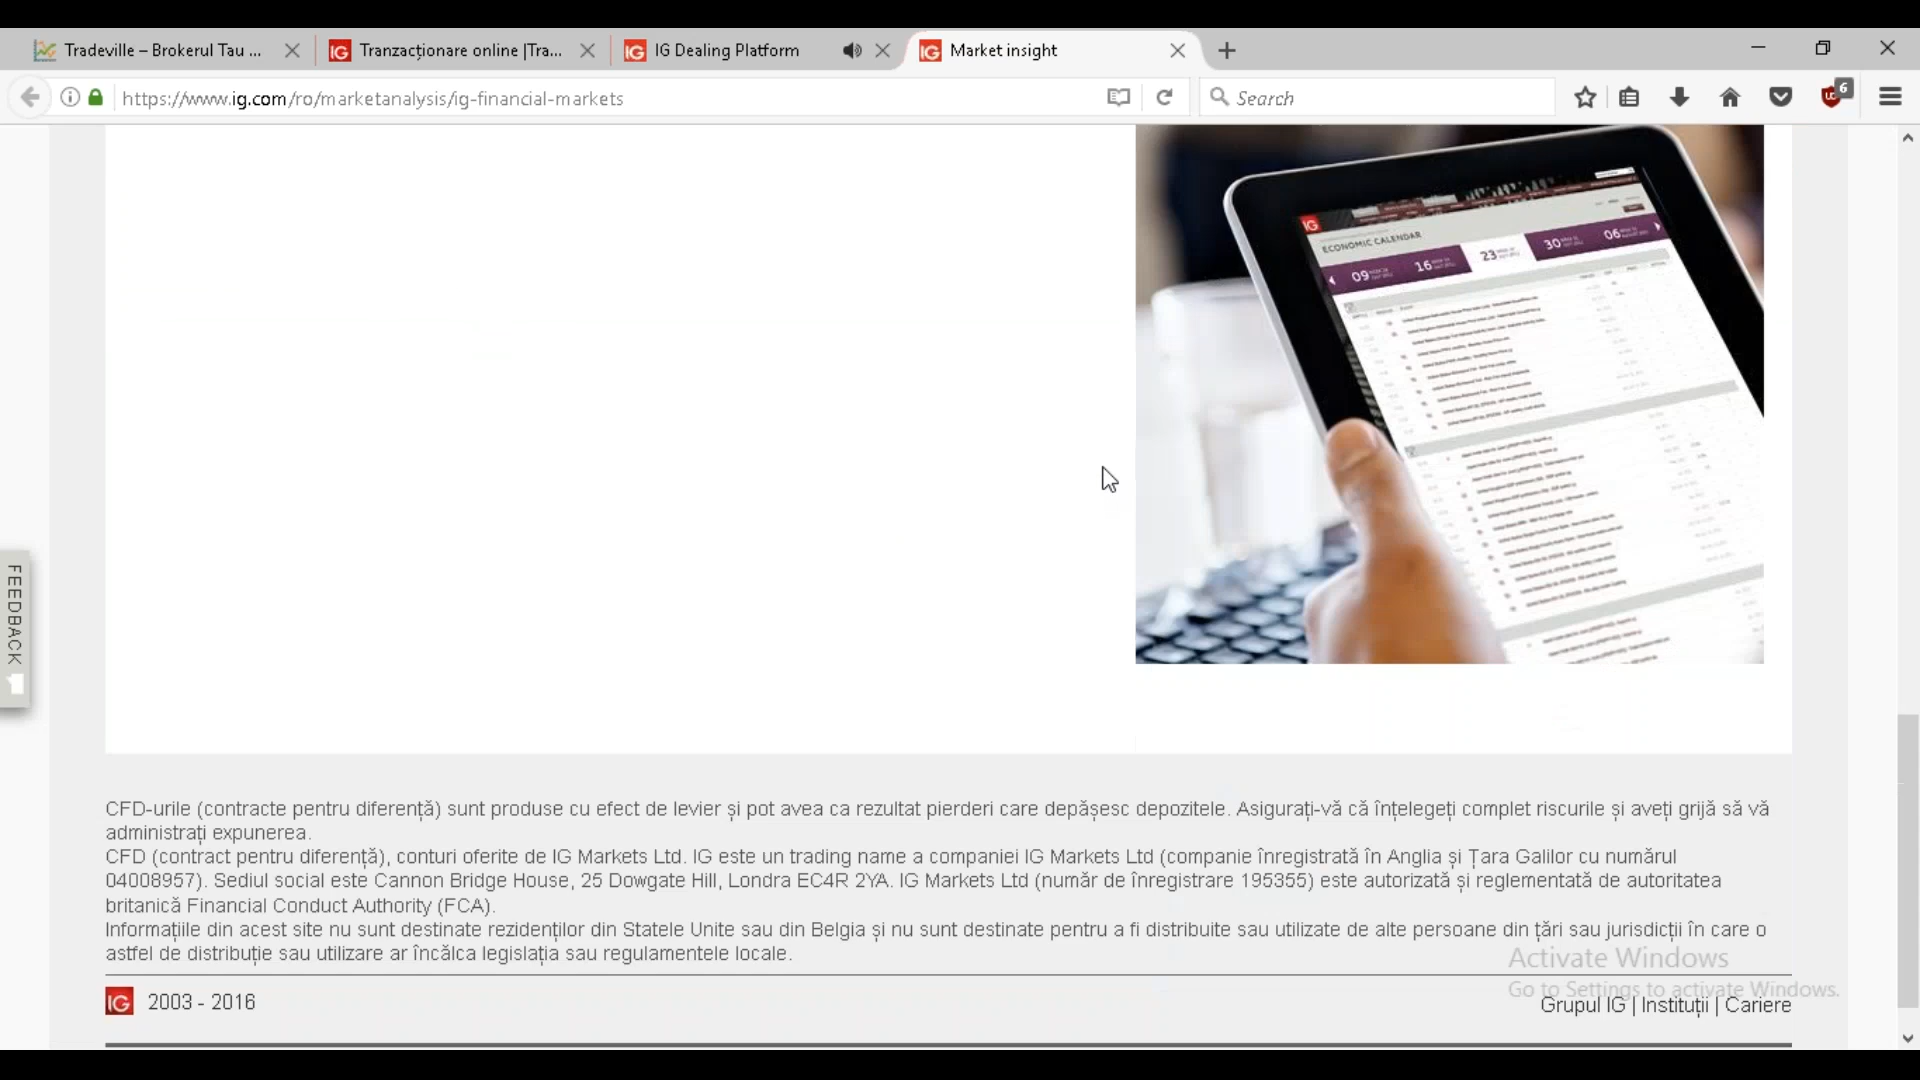 Tradeville – Brokerul Tau ...
IG Tranzacționare online |Tra...
IG IG Dealing Platform
IG Market insight
https://www.ig.com/ro/marketanalysis/ig-financial-markets
Search
6
IG
ECONOMIC CALENDAR
09 16 23 30 06
FEEDBACK
CFD-urile (contracte pentru diferență) sunt produse cu efect de levier și pot avea ca rezultat pierderi care depășesc depozitele. Asigurați-vă că înțelegeți complet riscurile și aveți grijă să vă
administrați expunerea.
CFD (contract pentru diferență), conturi oferite de IG Markets Ltd. IG este un trading name a companiei IG Markets Ltd (companie înregistrată în Anglia și Țara Galilor cu numărul
04008957). Sediul social este Cannon Bridge House, 25 Dowgate Hill, Londra EC4R 2YA. IG Markets Ltd (număr de înregistrare 195355) este autorizată și reglementată de autoritatea
britanică Financial Conduct Authority (FCA).
Informațiile din acest site nu sunt destinate rezidenților din Statele Unite sau din Belgia și nu sunt destinate pentru a fi distribuite sau utilizate de alte persoane din țări sau jurisdicții în care o
astfel de distribuție sau utilizare ar încălca legislația sau regulamentele locale.
Activate Windows
Go to Settings to activate Windows.
IG 2003 - 2016
Grupul IG | Instituții | Cariere